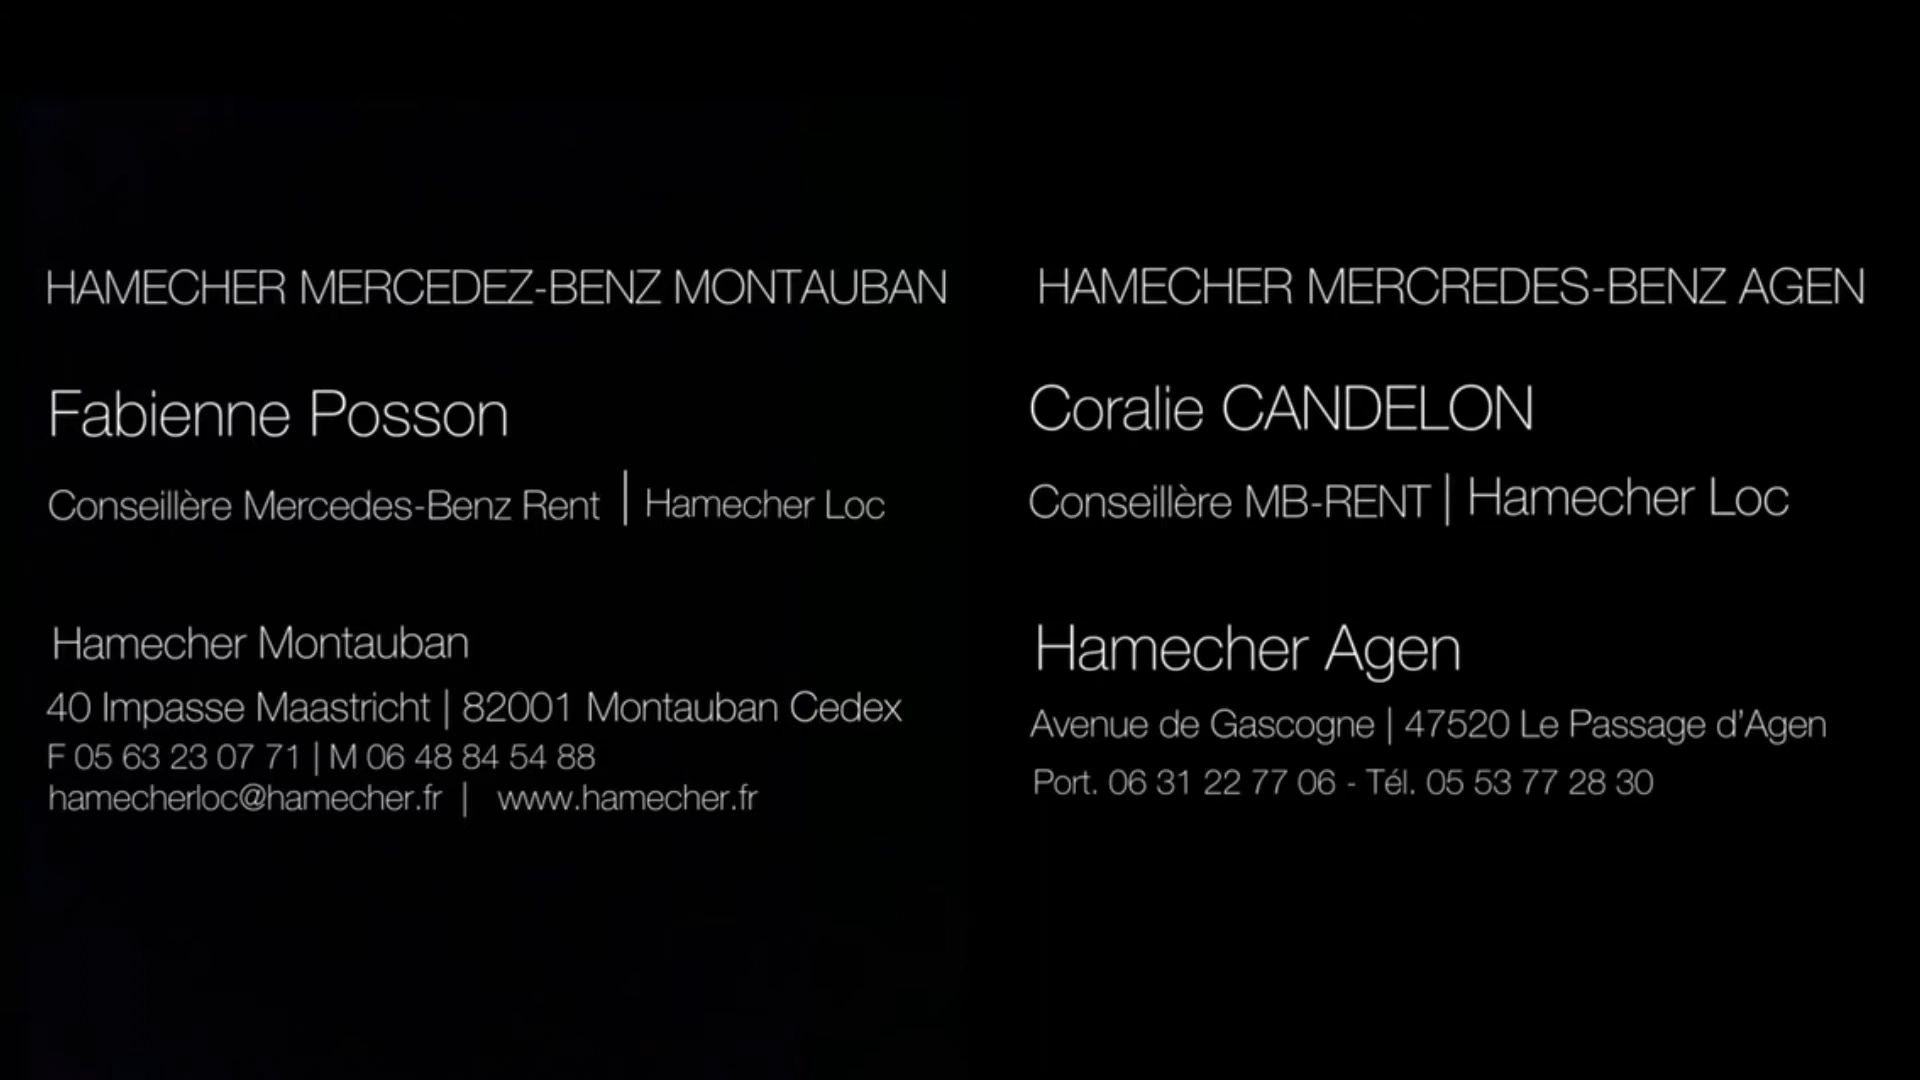 HAMECHER MERCEDEZ-BENZ MONTAUBAN
Fabienne Posson
Conseillère Mercedes-Benz Rent | Hamecher Loc
Hamecher Montauban
40 Impasse Maastricht | 82001 Montauban Cedex
F 05 63 23 07 71 | M 06 48 84 54 88
hamecherloc@hamecher.fr | www.hamecher.fr
HAMECHER MERCREDES-BENZ AGEN
Coralie CANDELON
Conseillère MB-RENT | Hamecher Loc
Hamecher Agen
Avenue de Gascogne | 47520 Le Passage d'Agen
Port. 06 31 22 77 06 - Tél. 05 53 77 28 30